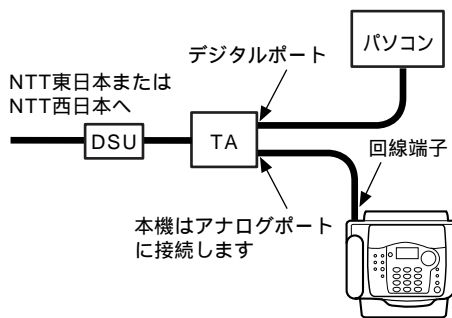 パソコン
デジタルポート
NTT東日本または
NTT西日本へ
DSU
TA
回線端子
本機はアナログポート
に接続します